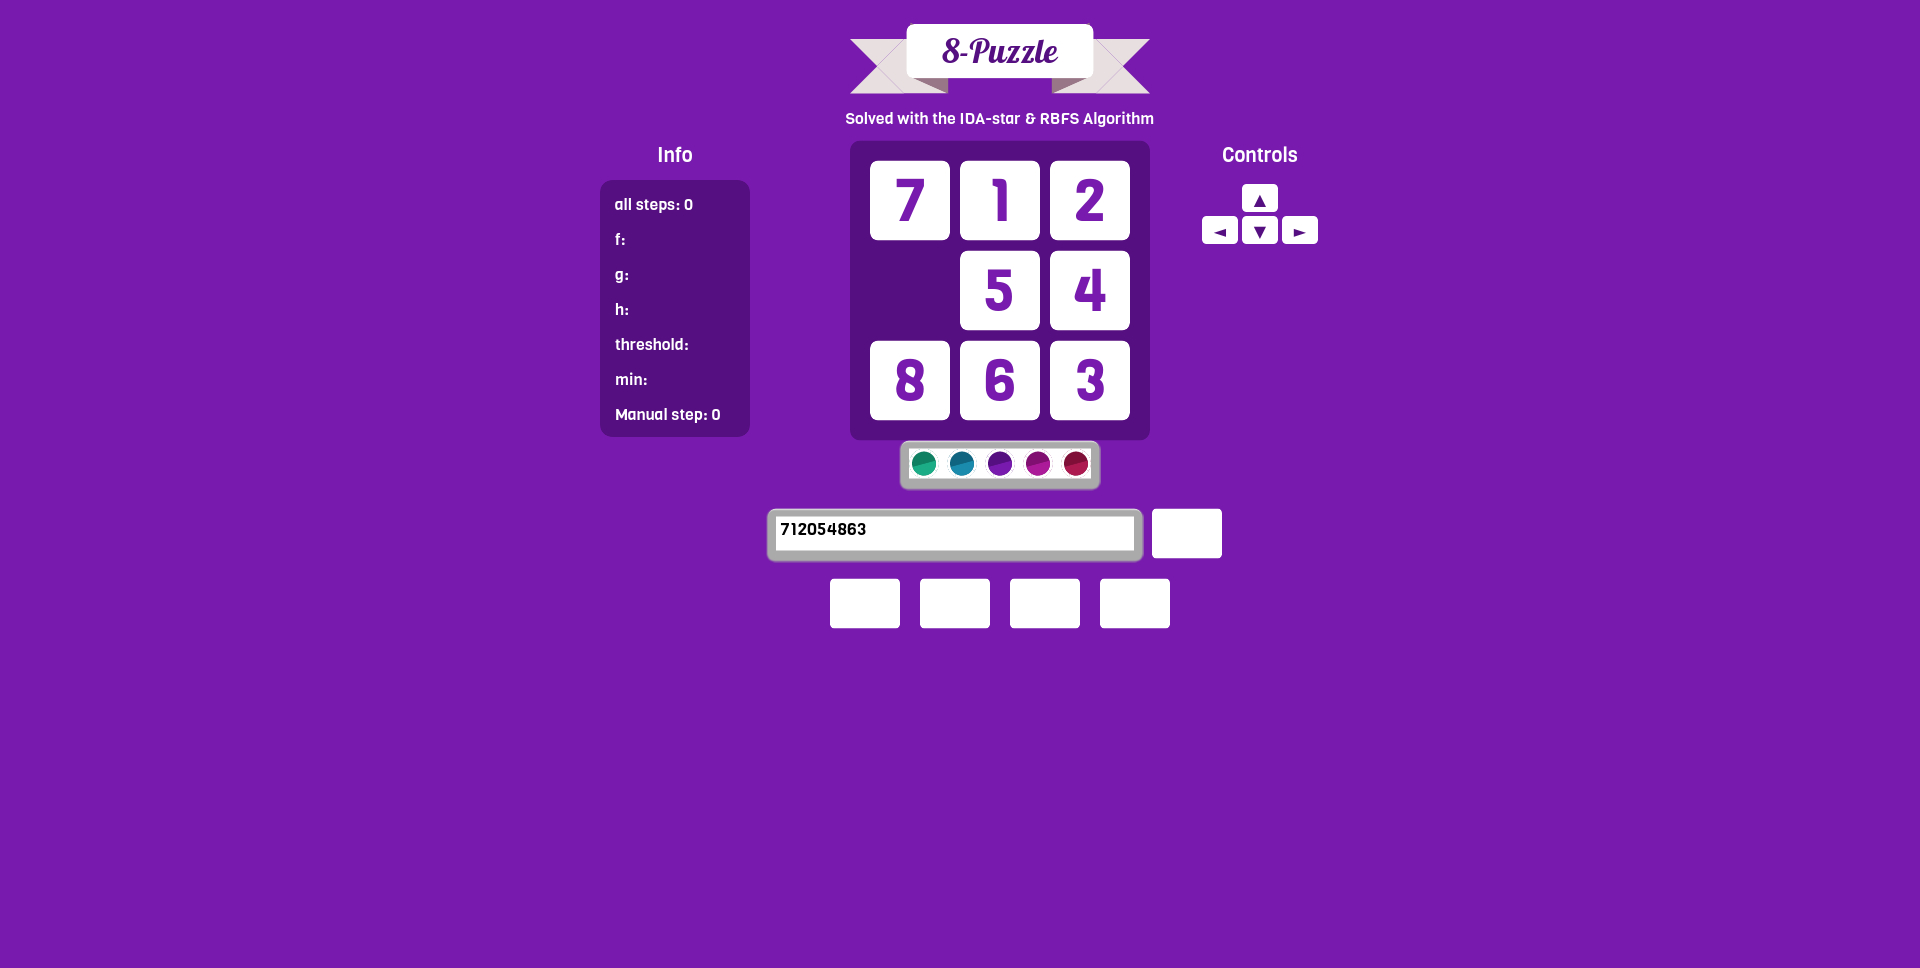 8-Puzzle
Solved with the IDA-star & RBFS Algorithm
Info
all steps: 0
f:
g:
h:
threshold:
min:
Manual step: 0
7 1 2
5 4
8 6 3
Controls
▲
◄ ▼ ►
712054863